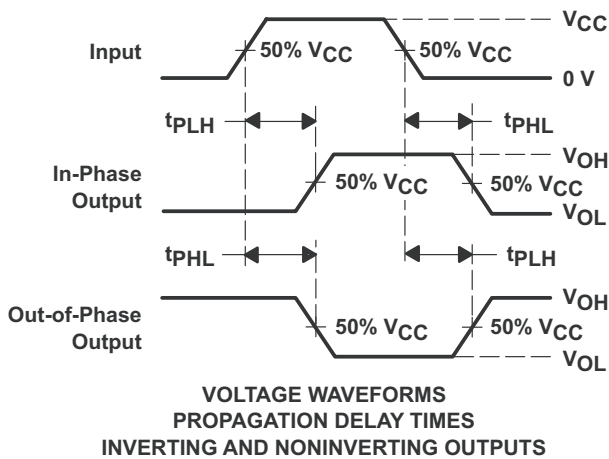 VCC
Input
50% VCC
50% VCC
0 V
tPLH
tPHL
VOH
In-Phase
Output
50% VCC
50% VCC
VOL
tPHL
tPLH
VOH
Out-of-Phase
Output
50% VCC
50% VCC
VOL
VOLTAGE WAVEFORMS
PROPAGATION DELAY TIMES
INVERTING AND NONINVERTING OUTPUTS